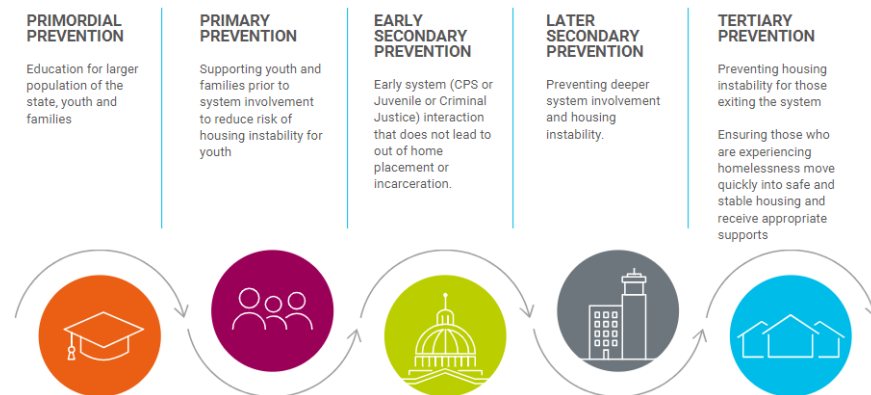 PRIMORDIAL
PREVENTION
Education for larger
population of the
state, youth and
families
PRIMARY
PREVENTION
Supporting youth and
families prior to
system involvement
to reduce risk of
housing instability for
youth
EARLY
SECONDARY
PREVENTION
Early system (CPS or
Juvenile or Criminal
Justice) interaction
that does not lead to
out of home
placement or
incarceration.
LATER
SECONDARY
PREVENTION
Preventing deeper
system involvement
and housing
instability.
TERTIARY
PREVENTION
Preventing housing
instability for those
exiting the system
Ensuring those who
are experiencing
homelessness move
quickly into safe and
stable housing and
receive appropriate
supports